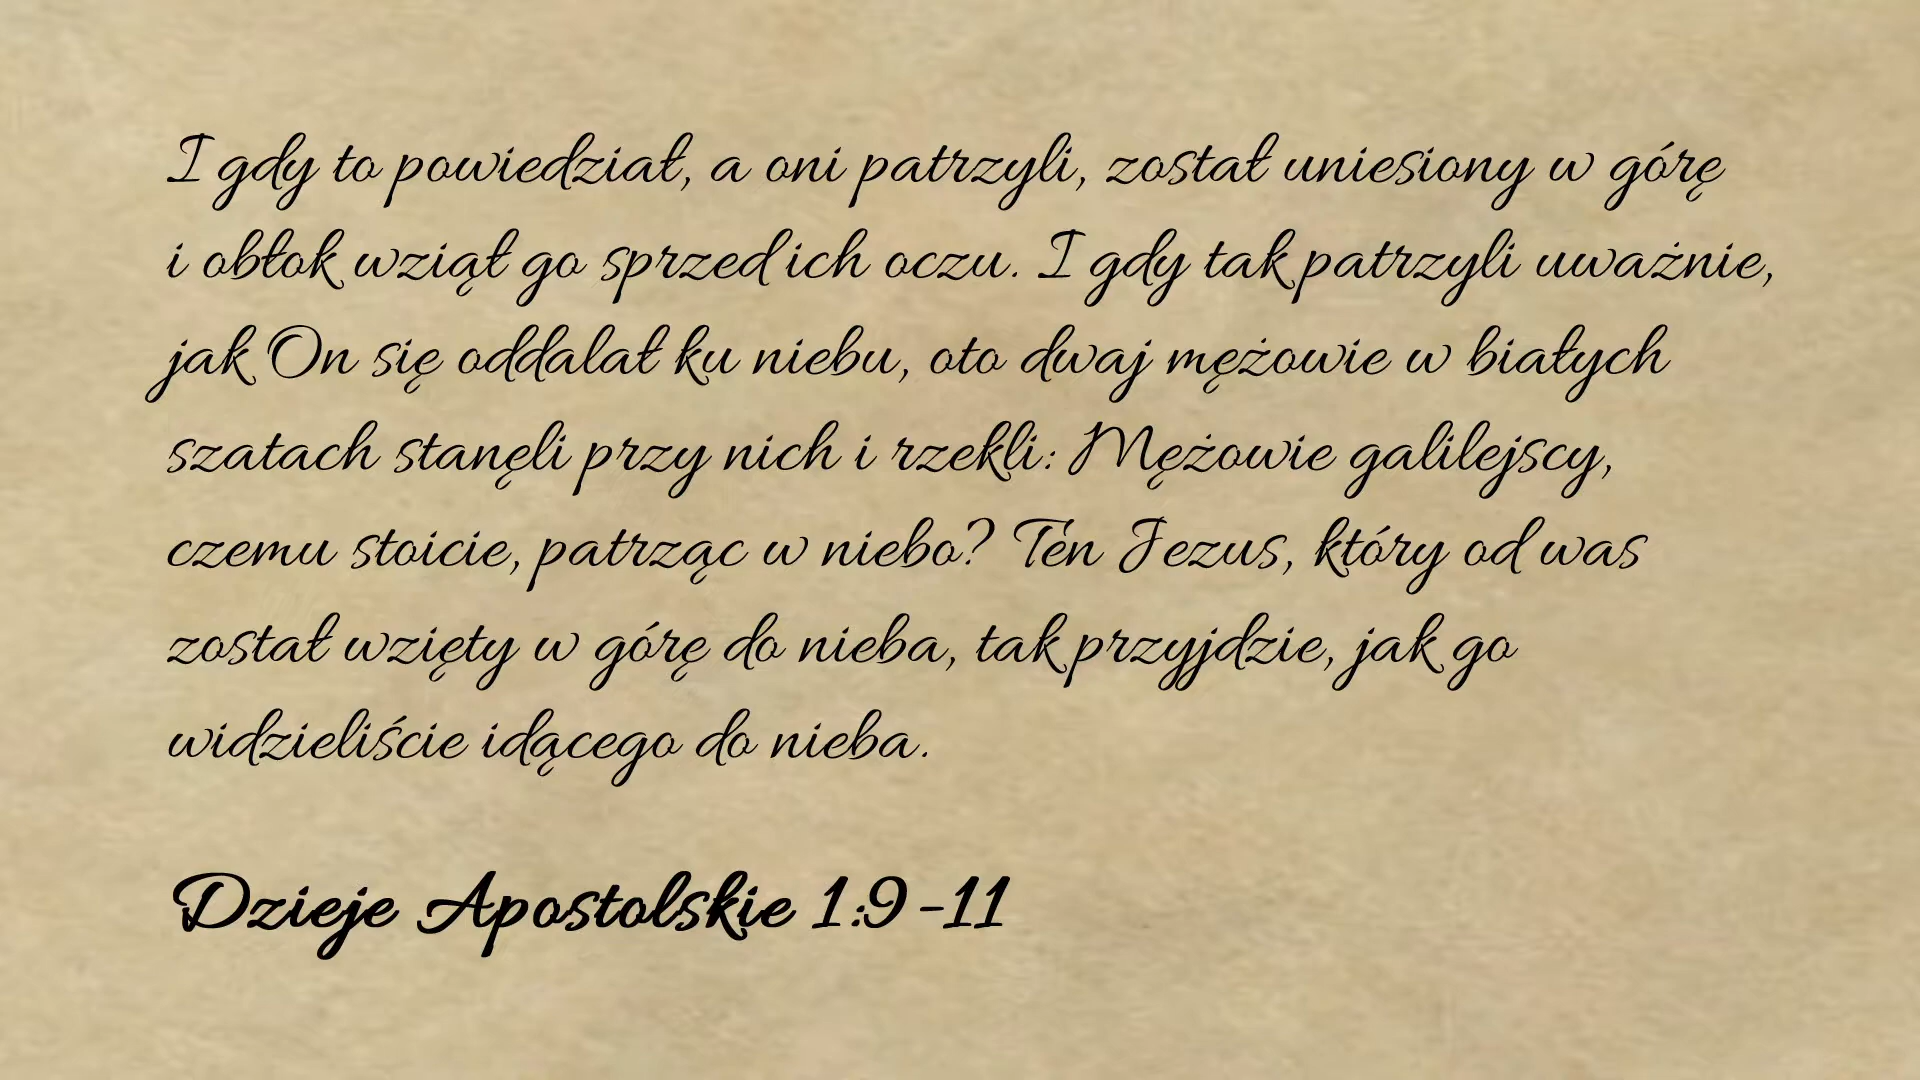 I gdy to powiedział, a oni patrzyli, został uniesiony w górę
i obłok wziął go sprzed ich oczu. I gdy tak patrzyli uważnie,
jak On się oddalał ku niebu, oto dwaj mężowie w białych
szatach stanęli przy nich i rzekli: Mężowie galilejscy,
czemu stoicie, patrząc w niebo? Ten Jezus, który od was
został wzięty w górę do nieba, tak przyjdzie, jak go
widzieliście idącego do nieba.
Dzieje Apostolskie 1:9-11